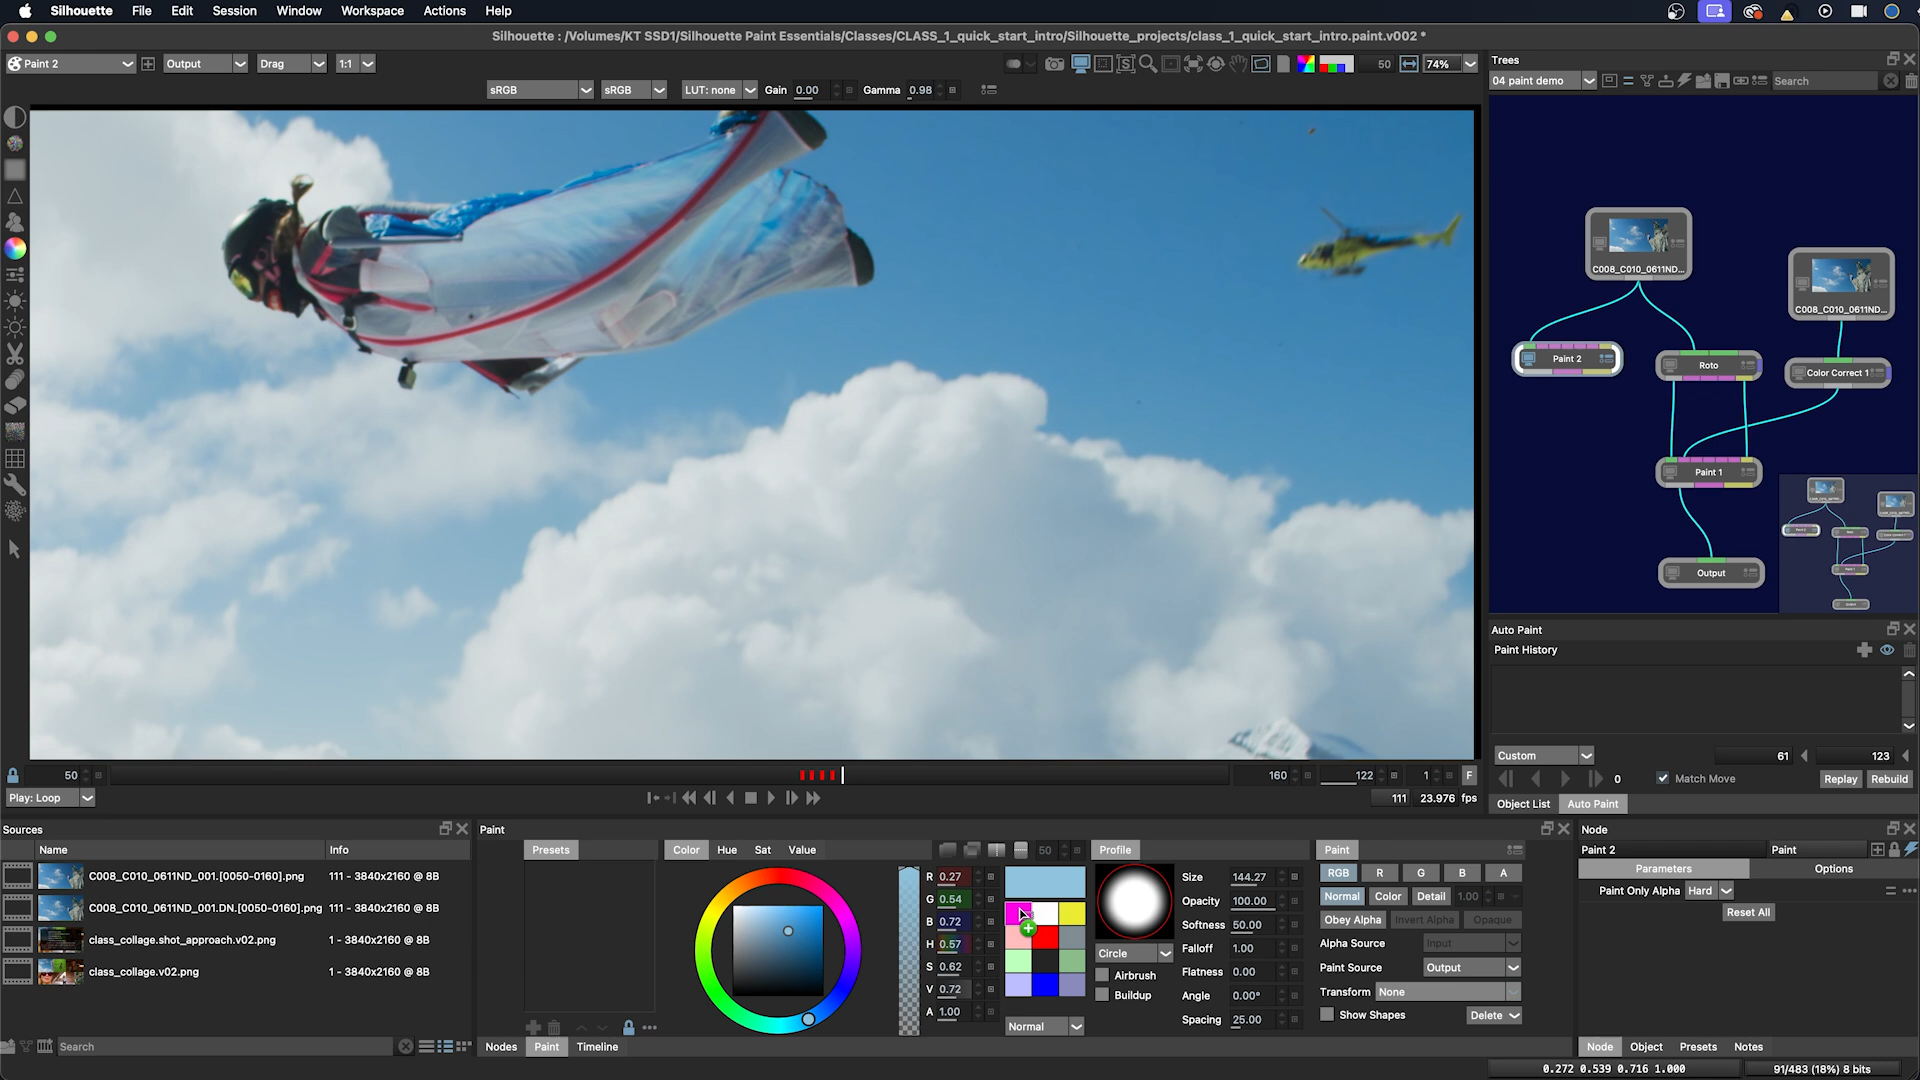 Silhouette File Edit Session Window Workspace Actions Help
Silhouette : /Volumes/KT SSD1/Silhouette Paint Essentials/Classes/CLASS_1_quick_start_intro/Silhouette_projects/class_1_quick_start_intro.paint.v002 *
Paint 2 Output Drag 1:1 50 74%
sRGB sRGB LUT: none Gain 0.00 Gamma 0.98
Trees
04 paint demo Search
C008_C010_0611ND...
C008_C010_0611ND...
Paint 2
Roto
Color Correct 1
Paint 1
Output
Auto Paint
Paint History
Custom 61 123
0 Match Move Replay Rebuild
Object List Auto Paint
50 160 122 1 F
Play: Loop 111 23.976 fps
Sources
Name Info
C008_C010_0611ND_001.[0050-0160].png 111 - 3840x2160 @ 8B
C008_C010_0611ND_001.DN.[0050-0160].png 111 - 3840x2160 @ 8B
class_collage.shot_approach.v02.png 1 - 3840x2160 @ 8B
class_collage.v02.png 1 - 3840x2160 @ 8B
Search
Paint
Presets
Color Hue Sat Value 50
R 0.27
G 0.54
B 0.72
H 0.57
S 0.62
V 0.72
A 1.00
Normal
Profile
Circle
Airbrush
Buildup
Size 144.27
Opacity 100.00
Softness 50.00
Falloff 1.00
Flatness 0.00
Angle 0.00°
Spacing 25.00
Paint
RGB R G B A
Normal Color Detail 1.00
Obey Alpha Invert Alpha Opaque
Alpha Source Input
Paint Source Output
Transform None
Show Shapes Delete
Nodes Paint Timeline
Node
Paint 2 Paint
Parameters Options
Paint Only Alpha Hard
Reset All
Node Object Presets Notes
0.272 0.539 0.716 1.000 91/483 (18%) 8 bits